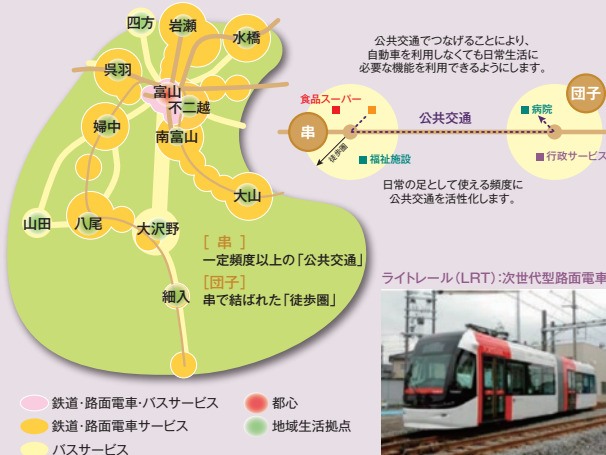 四方
岩瀬
水橋
呉羽
富山
不二越
婦中
南富山
大山
山田
八尾
大沢野
細入
[ 串 ]
一定頻度以上の「公共交通」
[団子]
串で結ばれた「徒歩圏」
鉄道・路面電車・バスサービス
鉄道・路面電車サービス
バスサービス
都心
地域生活拠点
公共交通でつなげることにより、
自動車を利用しなくても日常生活に
必要な機能を利用できるようにします。
団子
食品スーパー
病院
公共交通
串
徒歩圏
福祉施設
行政サービス
日常の足として使える頻度に
公共交通を活性化します。
ライトレール(LRT):次世代型路面電車